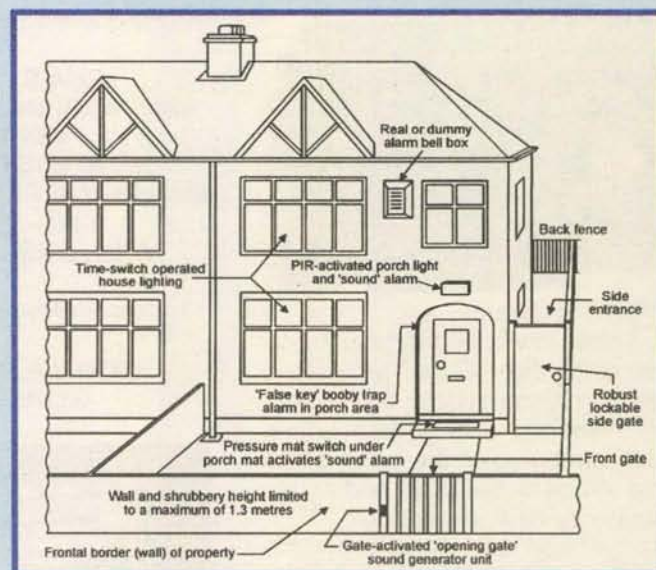 Real or dummy
alarm bell box
Back fence
Time-switch operated
house lighting
PIR-activated porch light
and 'sound' alarm
Side
entrance
'False key' booby trap
alarm in porch area
Robust
lockable
side gate
Pressure mat switch under
porch mat activates 'sound' alarm
Front gate
Wall and shrubbery height limited
to a maximum of 1.3 metres
Frontal border (wall) of property
Gate-activated 'opening gate'
sound generator unit